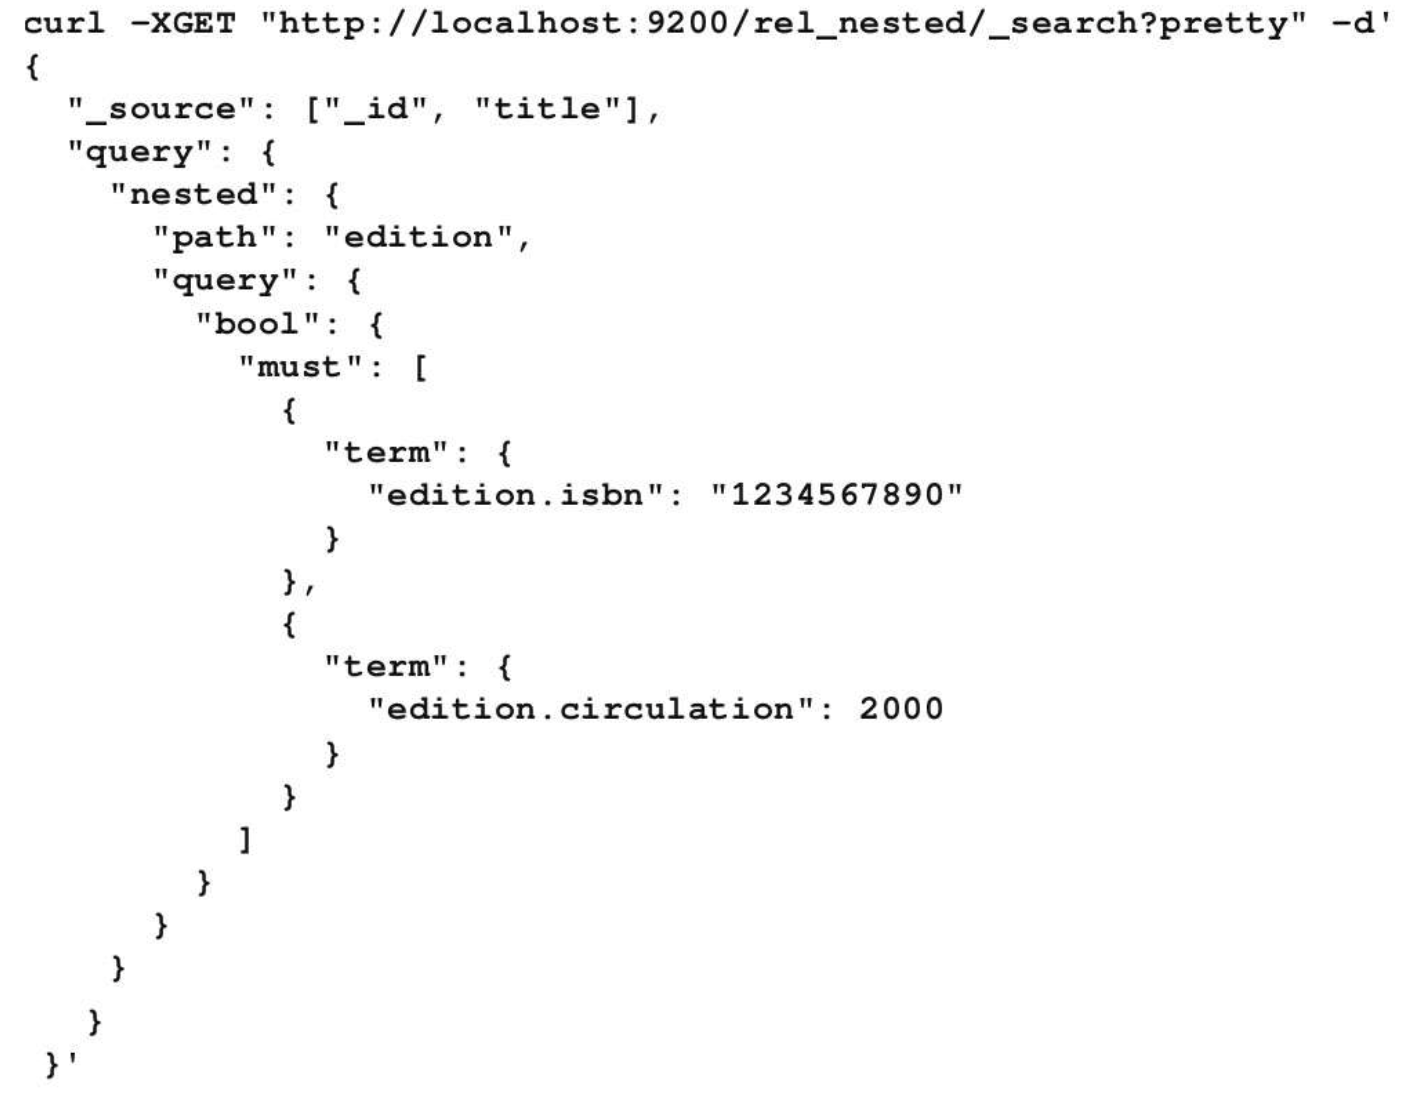 curl -XGET "http://localhost:9200/rel_nested/_search?pretty" -d'
{
  "_source": ["_id", "title"],
  "query": {
    "nested": {
      "path": "edition",
      "query": {
        "bool": {
          "must": [
            {
              "term": {
                "edition.isbn": "1234567890"
              }
            },
            {
              "term": {
                "edition.circulation": 2000
              }
            }
          ]
        }
      }
    }
   }
 }'